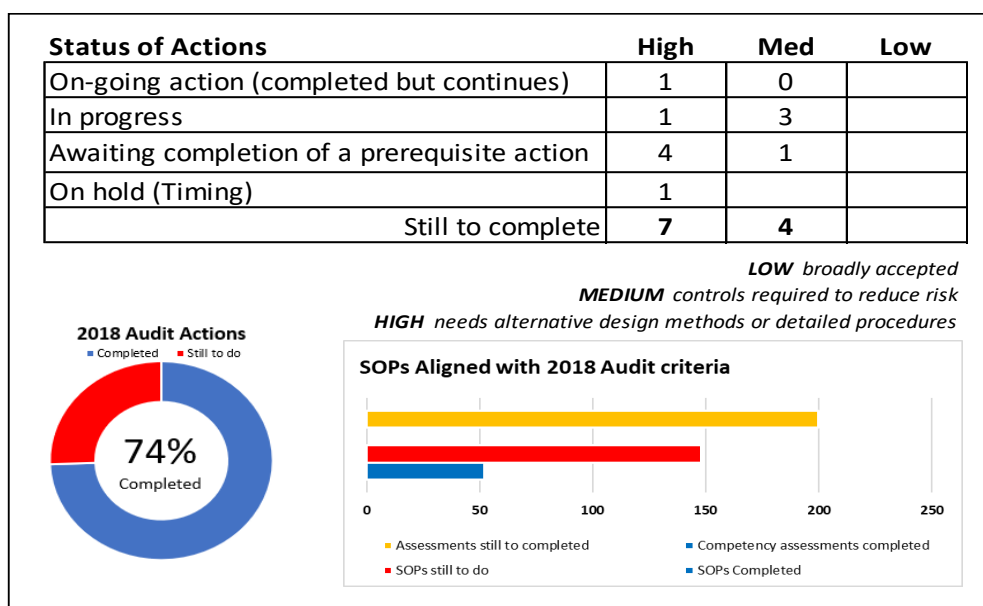 Status of Actions High Med Low
On-going action (completed but continues) 1 0
In progress 1 3
Awaiting completion of a prerequisite action 4 1
On hold (Timing) 1
Still to complete 7 4
LOW broadly accepted
MEDIUM controls required to reduce risk
HIGH needs alternative design methods or detailed procedures
2018 Audit Actions
Completed Still to do
74%
Completed
SOPs Aligned with 2018 Audit criteria
0 50 100 150 200 250
Assessments still to completed Competency assessments completed
SOPs still to do SOPs Completed